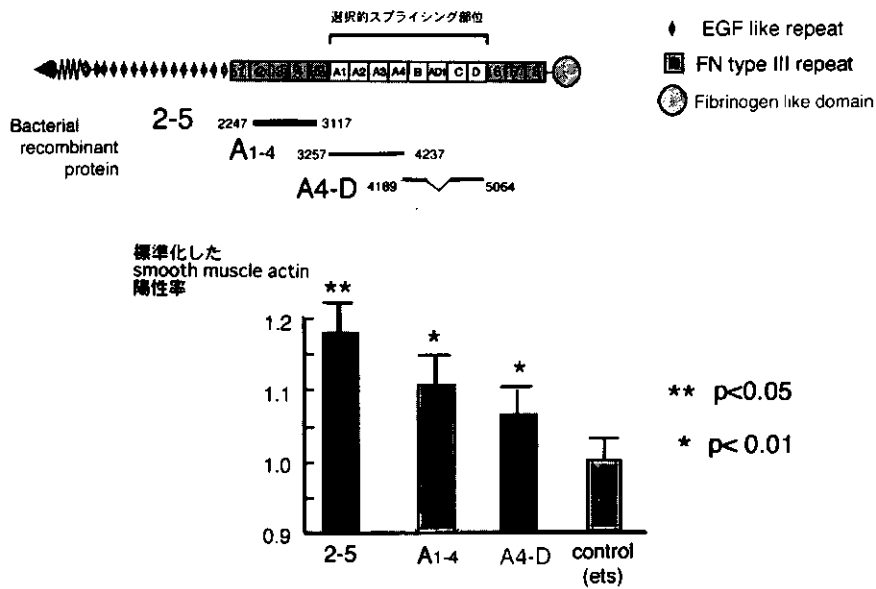 選択的スプライシング部位
EGF like repeat
FN type III repeat
Fibrinogen like domain
A1 A2 A3 A4 B AD1 C D
Bacterial
recombinant
protein
2-5 2247 3117
A1-4 3257 4237
A4-D 4189 5064
標準化した
smooth muscle actin
陽性率
** * *
1.2
1.1
1.0
0.9
** p<0.05
* p< 0.01
2-5 A1-4 A4-D control
(ets)